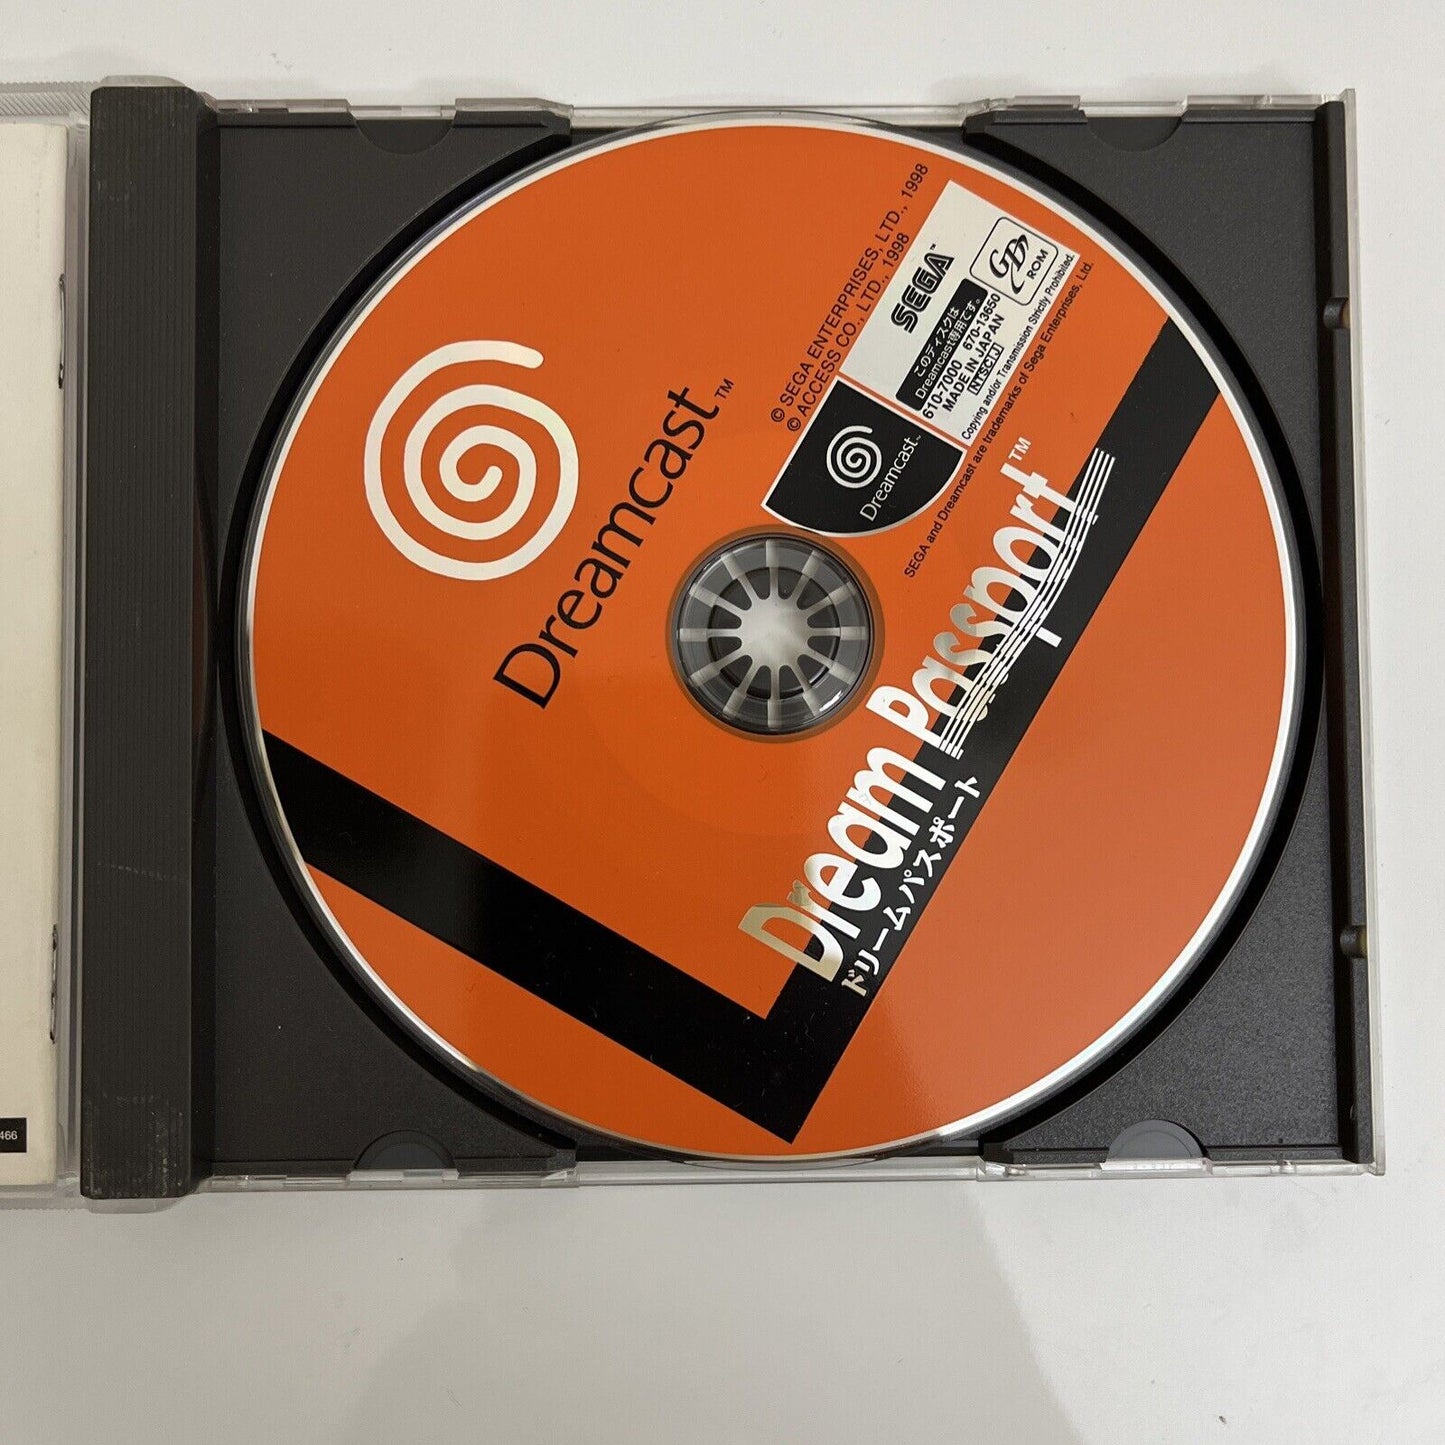 Dreamcast™
© SEGA ENTERPRISES, LTD., 1998
© ACCESS CO., LTD., 1998
SEGA™
このディスクは
Dreamcast専用です。
610-7000 670-13650
MADE IN JAPAN
NTSC J
GD
ROM
Copying and/or Transmission Strictly Prohibited.
SEGA and Dreamcast are trademarks of Sega Enterprises, Ltd.
Dreamcast™
Dream Passport™
ドリームパスポート
466